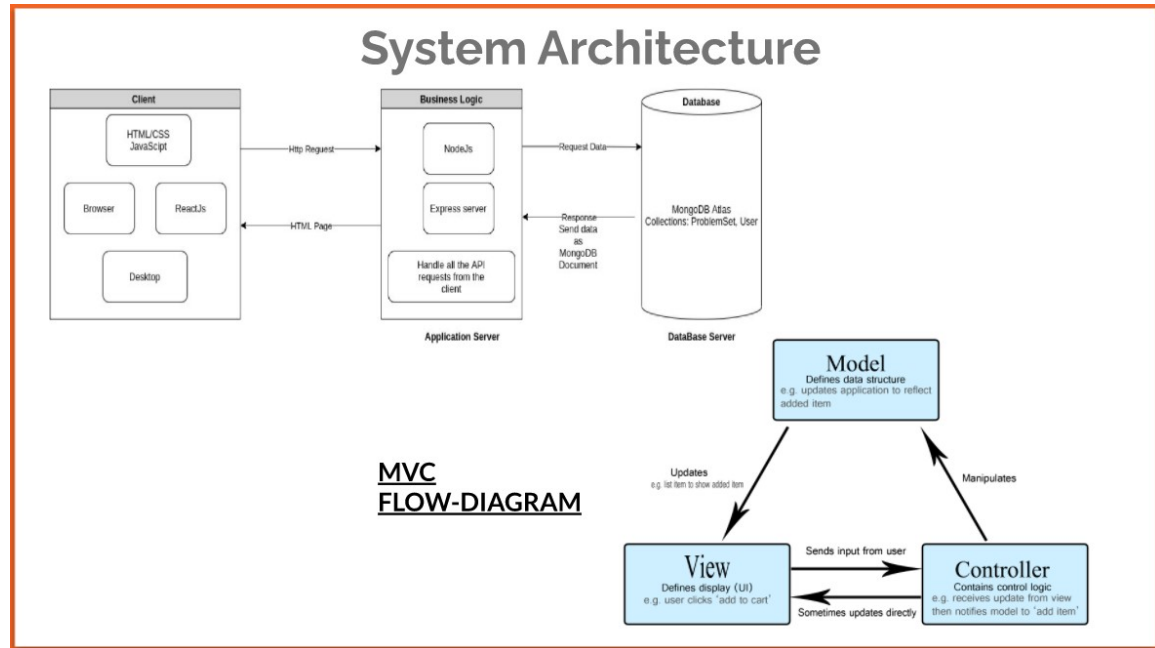 System Architecture
Client
HTML/CSS
JavaScipt
Browser
ReactJs
Desktop
Http Reguest
HTML Page
Business Logic
NodeJs
Express server
Handle all the API
requests from the
client
Application Server
Request Data
Response
Send data
as
MongoDB
Document
Database
MongoDB Atlas
Collections: ProblemSet, User
DataBase Server
MVC
FLOW-DIAGRAM
Model
Defines data structure
e.g. updates application to reflect
added item
Updates
e.g. list item to show added item
Manipulates
View
Defines display (UI)
e.g. user clicks 'add to cart'
Sends input from user
Sometimes updates directly
Controller
Contains control logic
e.g. receives update from view
then notifies model to 'add item'